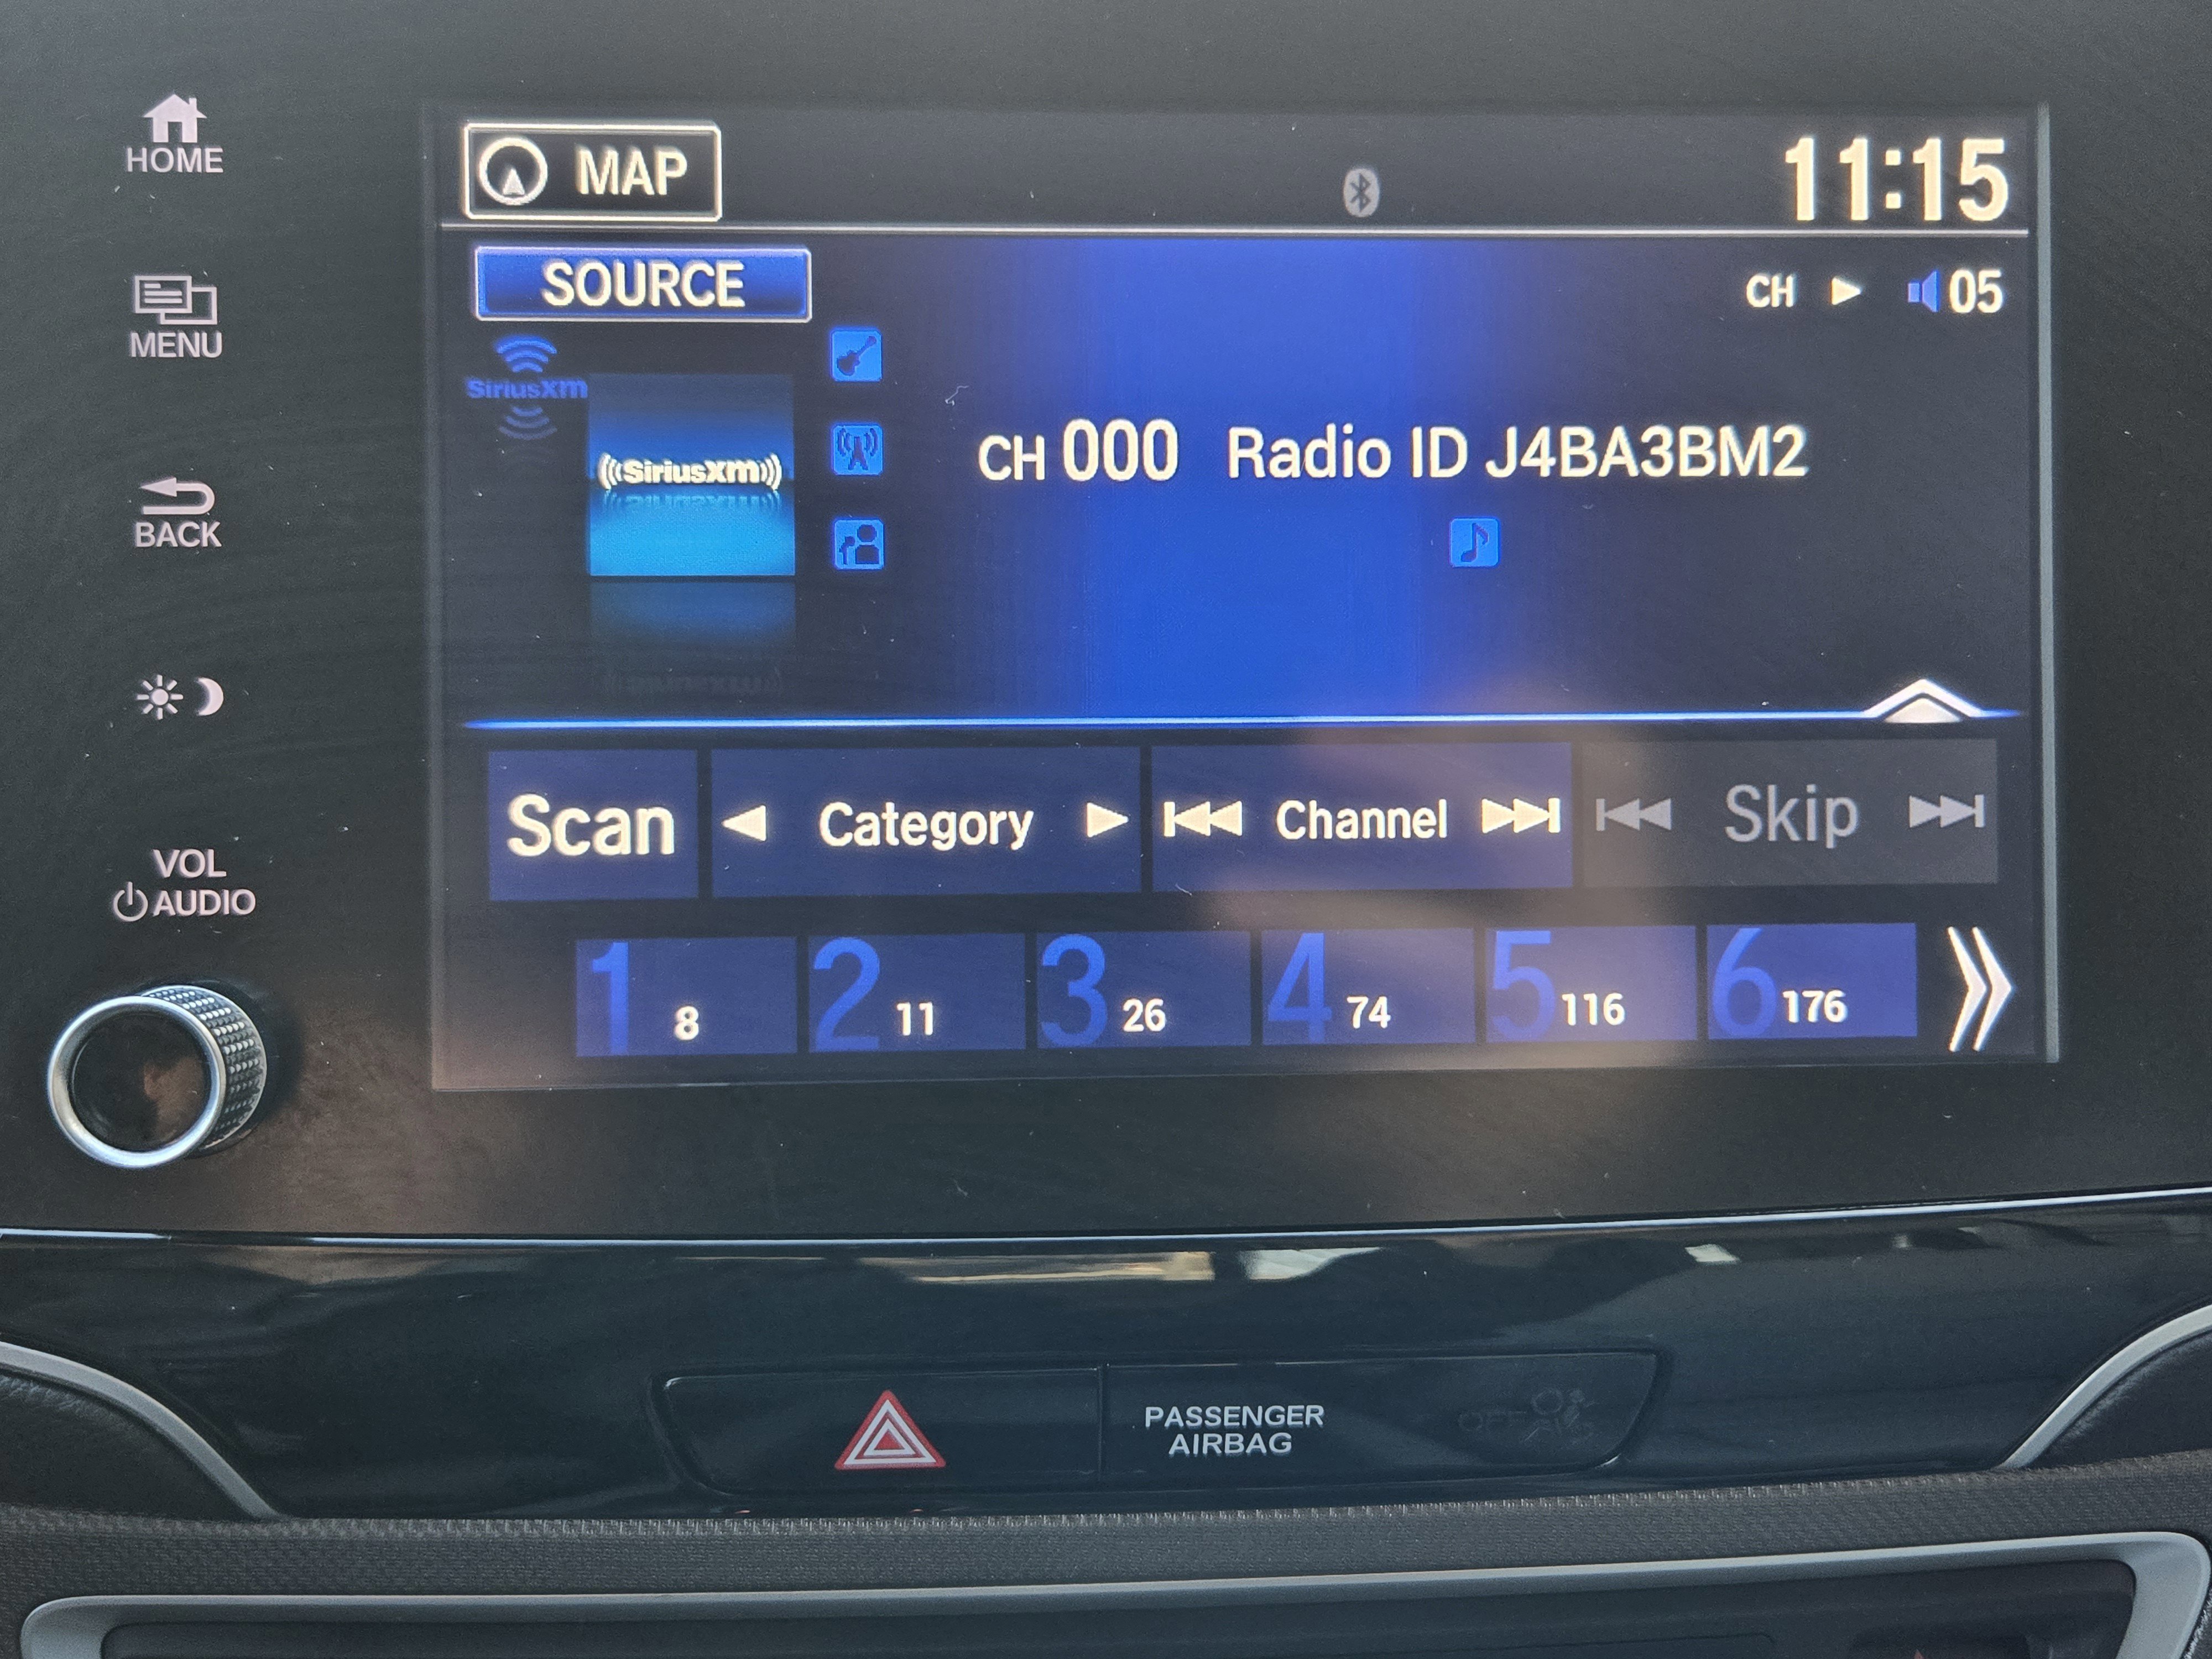 HOME
MENU
BACK
VOL
AUDIO
MAP
11:15
SOURCE
CH 05
SiriusXm
((SiriusXm))
CH 000 Radio ID J4BA3BM2
Scan
Category
Channel
Skip
1 8
2 11
3 26
4 74
5 116
6 176
PASSENGER
AIRBAG
OFF